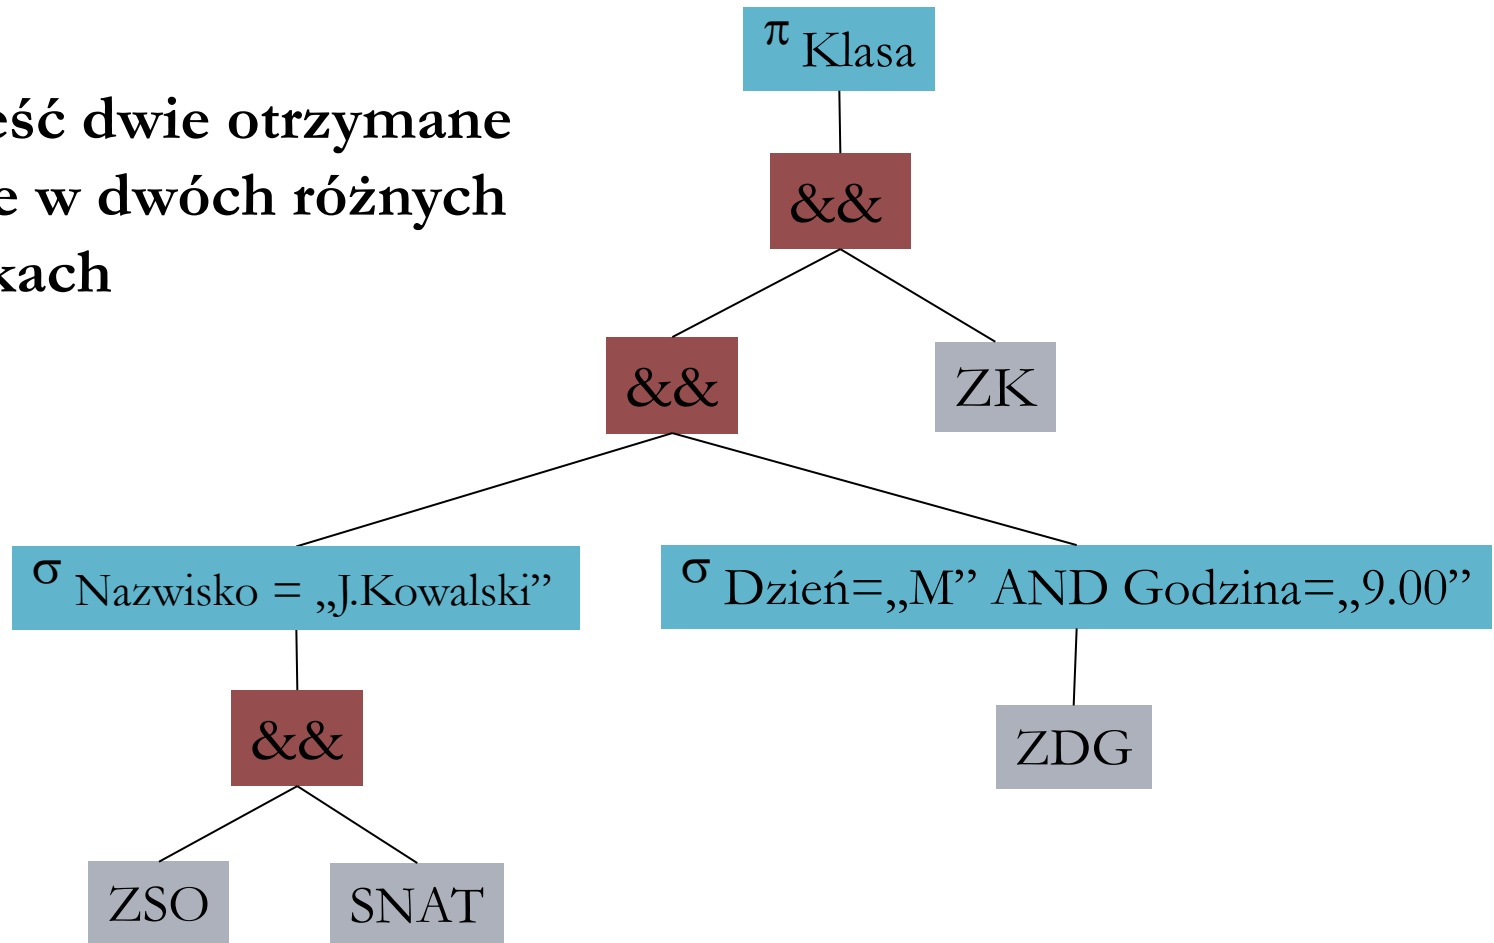 π Klasa
eść dwie otrzymane
e w dwóch różnych
kach
&&
&&
ZK
σ Nazwisko = „J.Kowalski”
σ Dzień=„M” AND Godzina=„9.00”
&&
ZDG
ZSO
SNAT